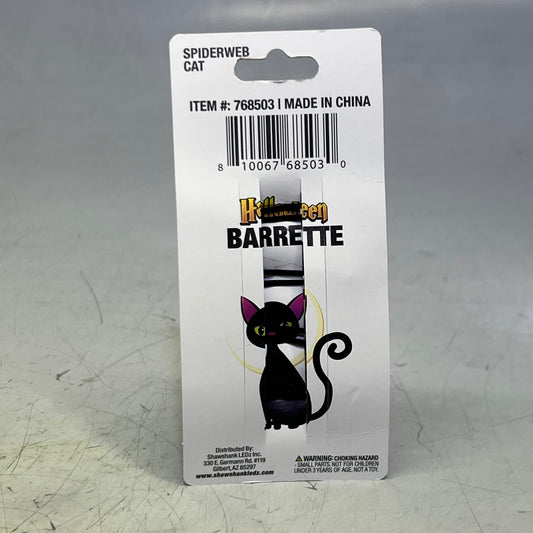 SPIDERWEB
CAT
ITEM #: 768503 | MADE IN CHINA
8 10067 68503 0
Halloween
BARRETTE
Distributed By:
Shawshank LEDz Inc.
330 E. Germann Rd. #119
Gilbert, AZ 85297
www.shawshankledz.com
⚠WARNING: CHOKING HAZARD
- SMALL PARTS. NOT FOR CHILDREN
UNDER 3 YEARS OF AGE. NOT A TOY.